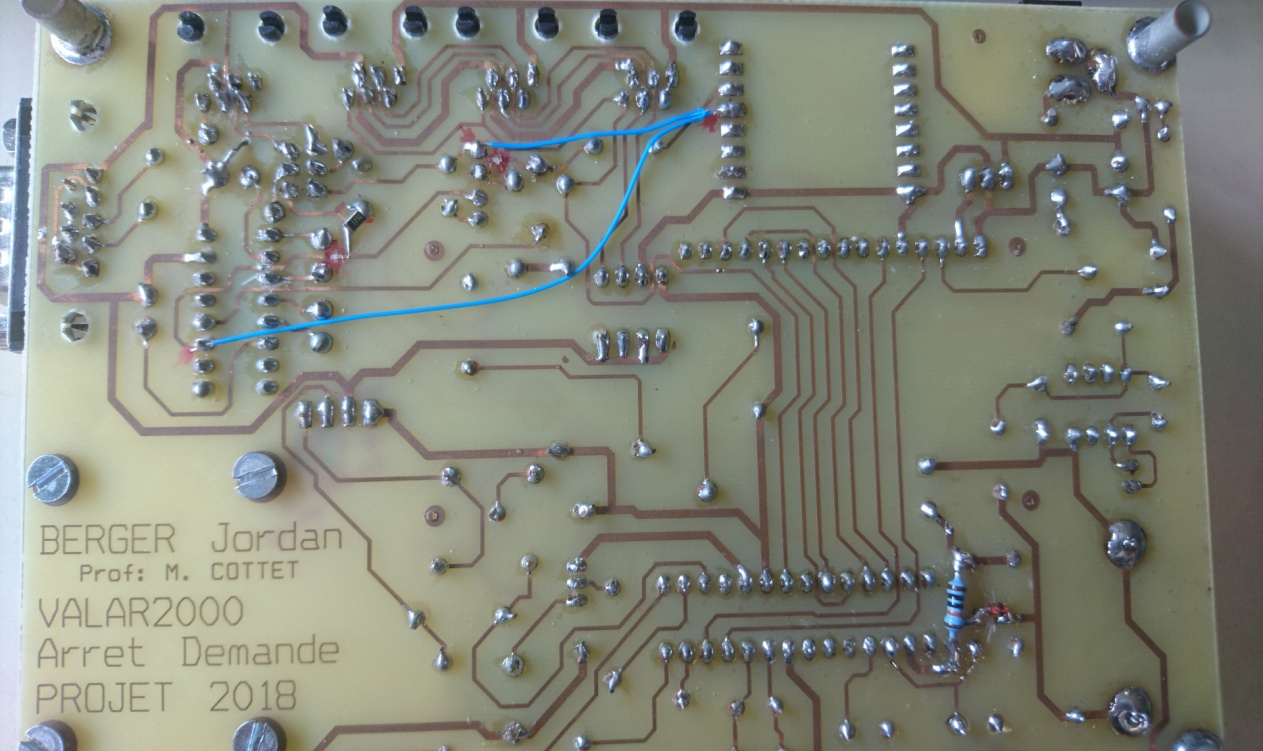 BERGER Jordan
Prof: M. COTTET
VALAR2000
Arret Demande
PROJET 2018